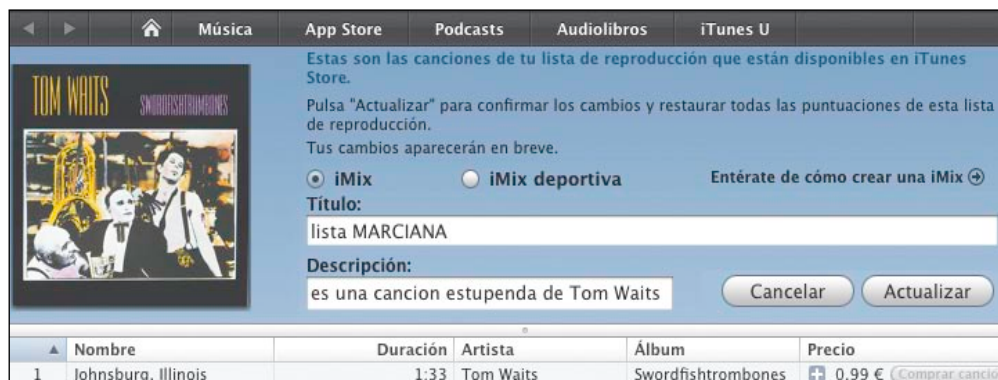 Música App Store Podcasts Audiolibros iTunes U
TOM WAITS SWORDFISHTROMBONES
Estas son las canciones de tu lista de reproducción que están disponibles en iTunes
Store.
Pulsa "Actualizar" para confirmar los cambios y restaurar todas las puntuaciones de esta lista
de reproducción.
Tus cambios aparecerán en breve.
iMix iMix deportiva Entérate de cómo crear una iMix
Título:
lista MARCIANA
Descripción:
es una cancion estupenda de Tom Waits Cancelar Actualizar
Nombre Duración Artista Álbum Precio
1 Johnsburg, Illinois 1:33 Tom Waits Swordfishtrombones 0,99 € Comprar cancio